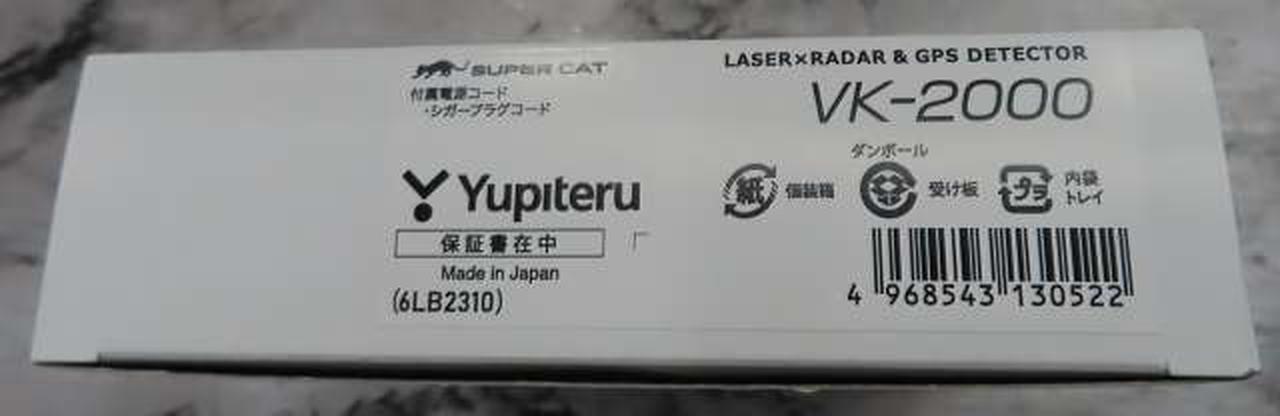 SUPER CAT
付属電源コード
・シガープラグコード
Yupiteru
保証書在中
Made in Japan
(6LB2310)
LASER×RADAR & GPS DETECTOR
VK-2000
ダンボール
紙 個装箱
受け板
プラ 内袋
トレイ
4 968543 130522